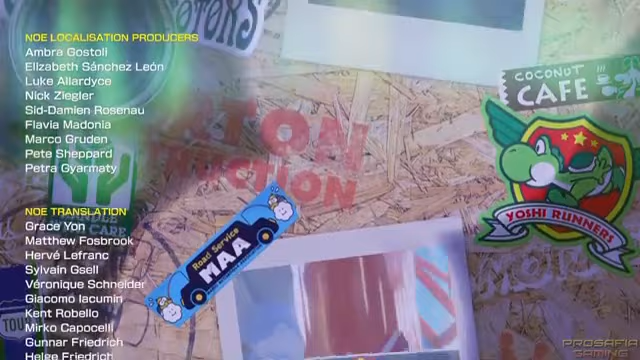 NOE LOCALISATION PRODUCERS
Ambra Gostoli
Elizabeth Sánchez León
Luke Allardyce
Nick Ziegler
Sid-Damien Rosenau
Flavia Madonia
Marco Gruden
Pete Sheppard
Petra Gyarmaty
NOE TRANSLATION
Grace Yon
Matthew Fosbrook
Hervé Lefranc
Sylvain Gsell
Véronique Schneider
Giacomo Iacumin
Kent Robello
Mirko Capocelli
Gunnar Friedrich
Helge Friedrich
MOTORS
COCONUT
CAFE
YOSHI RUNNERS
Road Service
MAA
PROSAFIA
GAMING